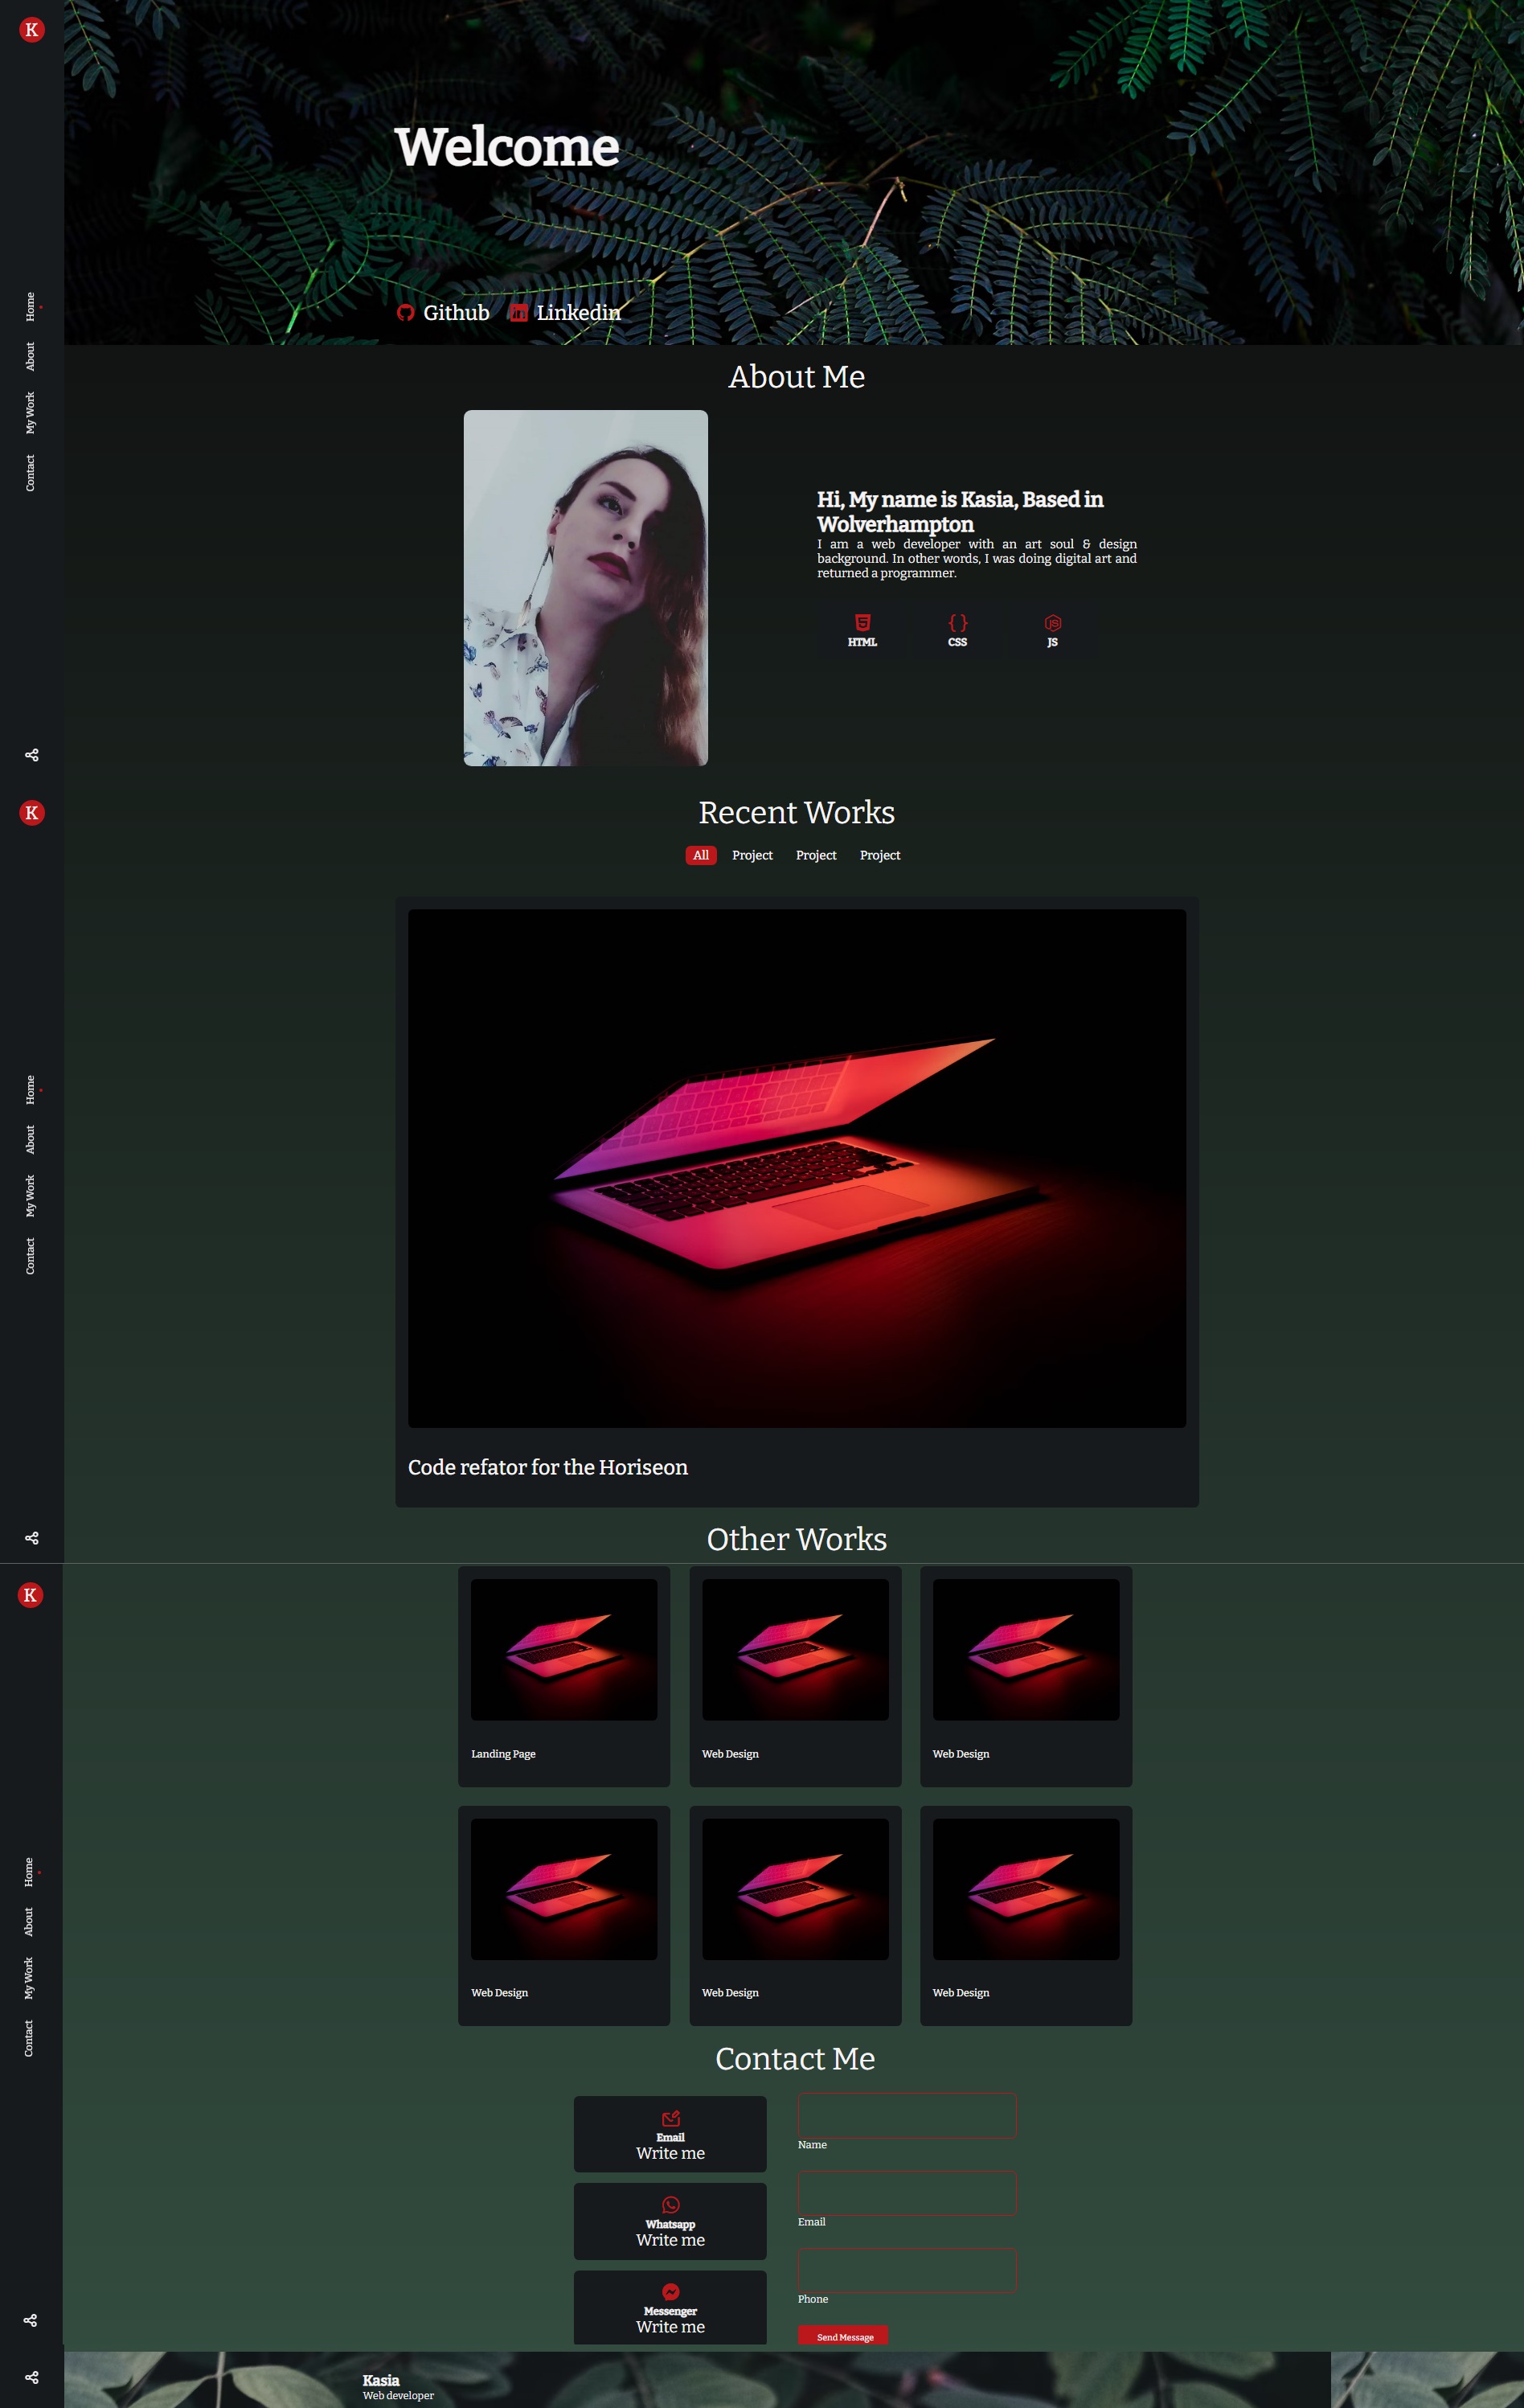 K
Home
About
My Work
Contact
Welcome
Github Linkedin
About Me
Hi, My name is Kasia, Based in
Wolverhampton
I am a web developer with an art soul & design
background. In other words, I was doing digital art and
returned a programmer.
HTML CSS JS
K
Home
About
My Work
Contact
Recent Works
All Project Project Project
Code refator for the Horiseon
Other Works
K
Home
About
My Work
Contact
Landing Page Web Design Web Design
Web Design Web Design Web Design
Contact Me
Email
Write me
Whatsapp
Write me
Messenger
Write me
Name
Email
Phone
Send Message
Kasia
Web developer